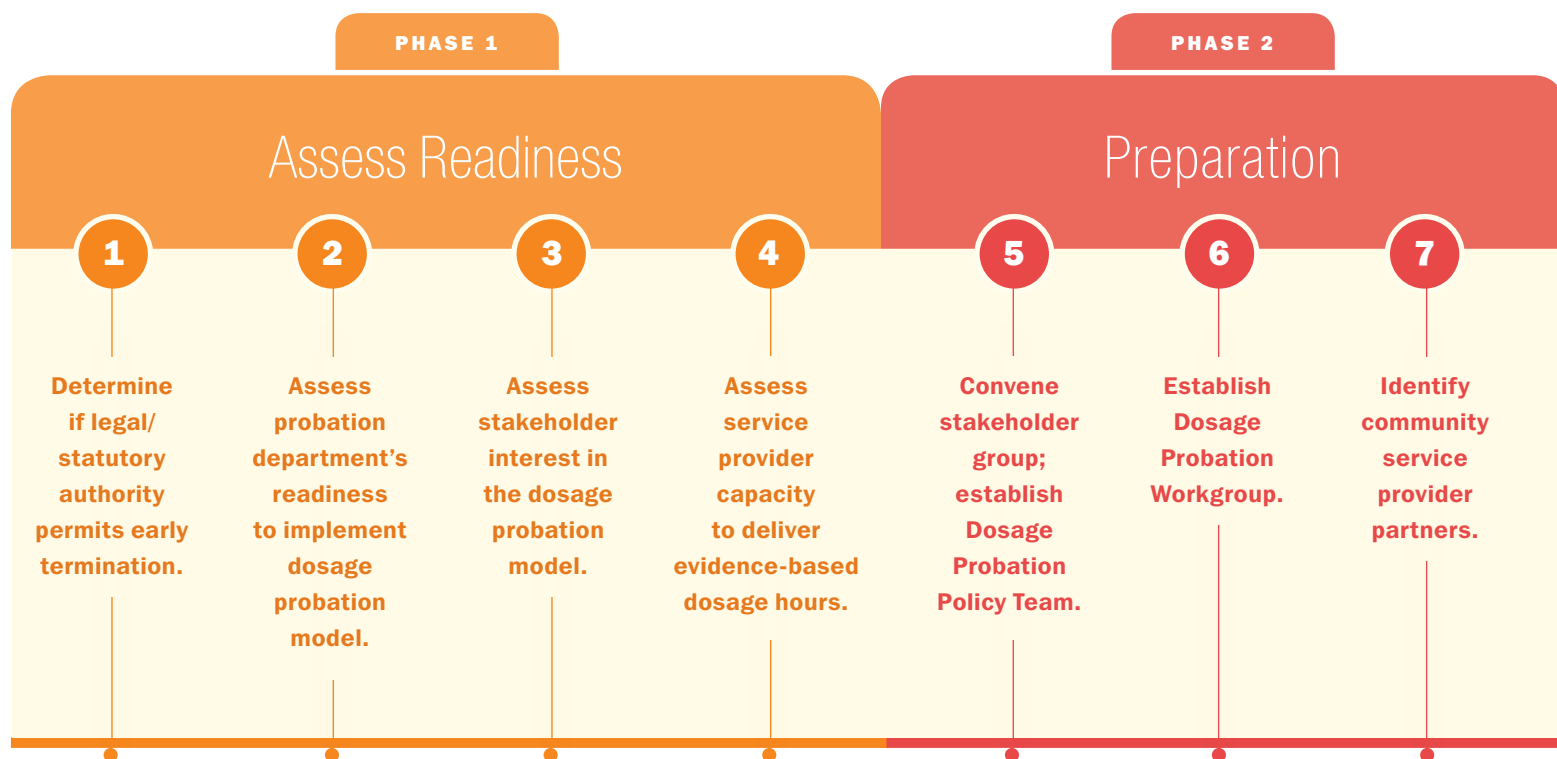 PHASE 1
Assess Readiness
1
Determine
if legal/
statutory
authority
permits early
termination.
2
Assess
probation
department's
readiness
to implement
dosage
probation
model.
3
Assess
stakeholder
interest in
the dosage
probation
model.
4
Assess
service
provider
capacity
to deliver
evidence-based
dosage hours.
PHASE 2
Preparation
5
Convene
stakeholder
group;
establish
Dosage
Probation
Policy Team.
6
Establish
Dosage
Probation
Workgroup.
7
Identify
community
service
provider
partners.